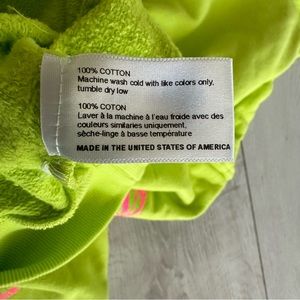 100% COTTON
Machine wash cold with like colors only,
tumble dry low
100% COTON
Laver à la machine à l'eau froide avec des
couleurs similaries uniquement,
sèche-linge à basse température
MADE IN THE UNITED STATES OF AMERICA